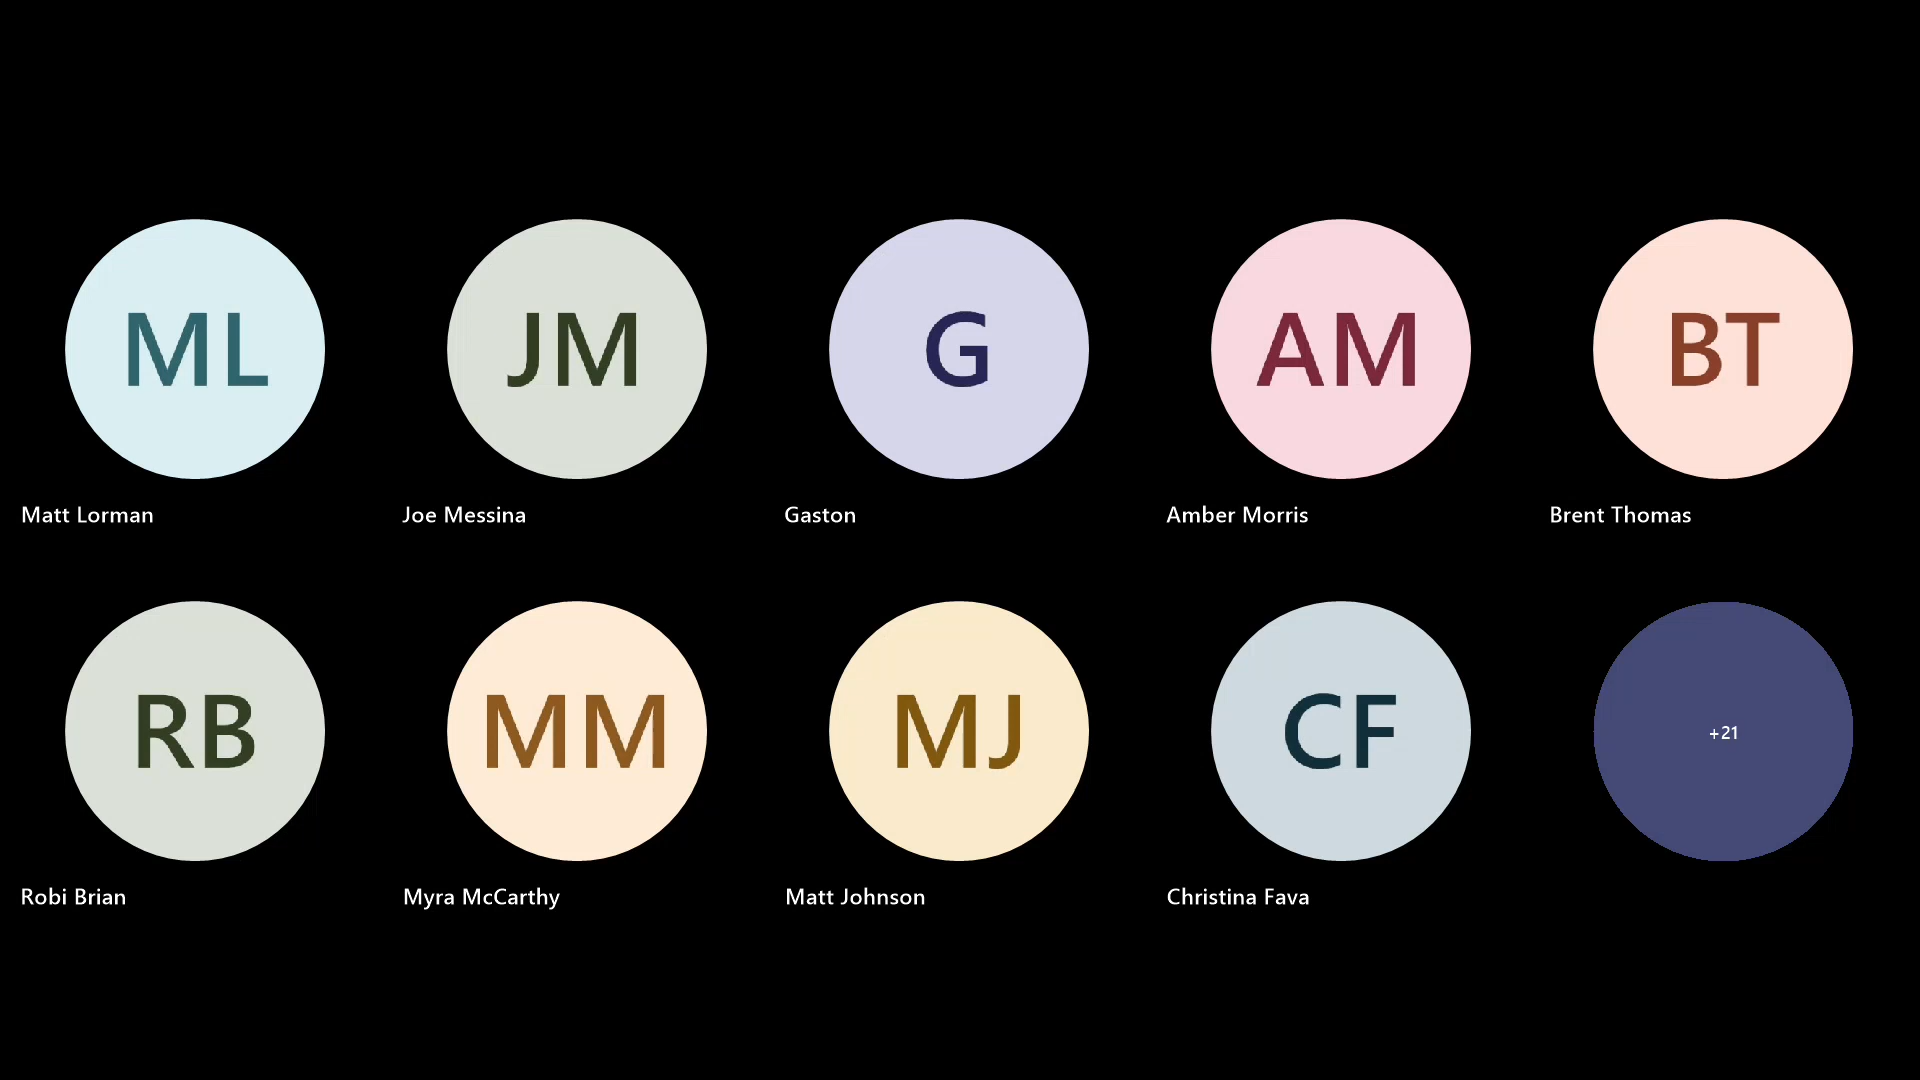 ML
JM
G
AM
BT
Matt Lorman
Joe Messina
Gaston
Amber Morris
Brent Thomas
RB
MM
MJ
CF
+21
Robi Brian
Myra McCarthy
Matt Johnson
Christina Fava